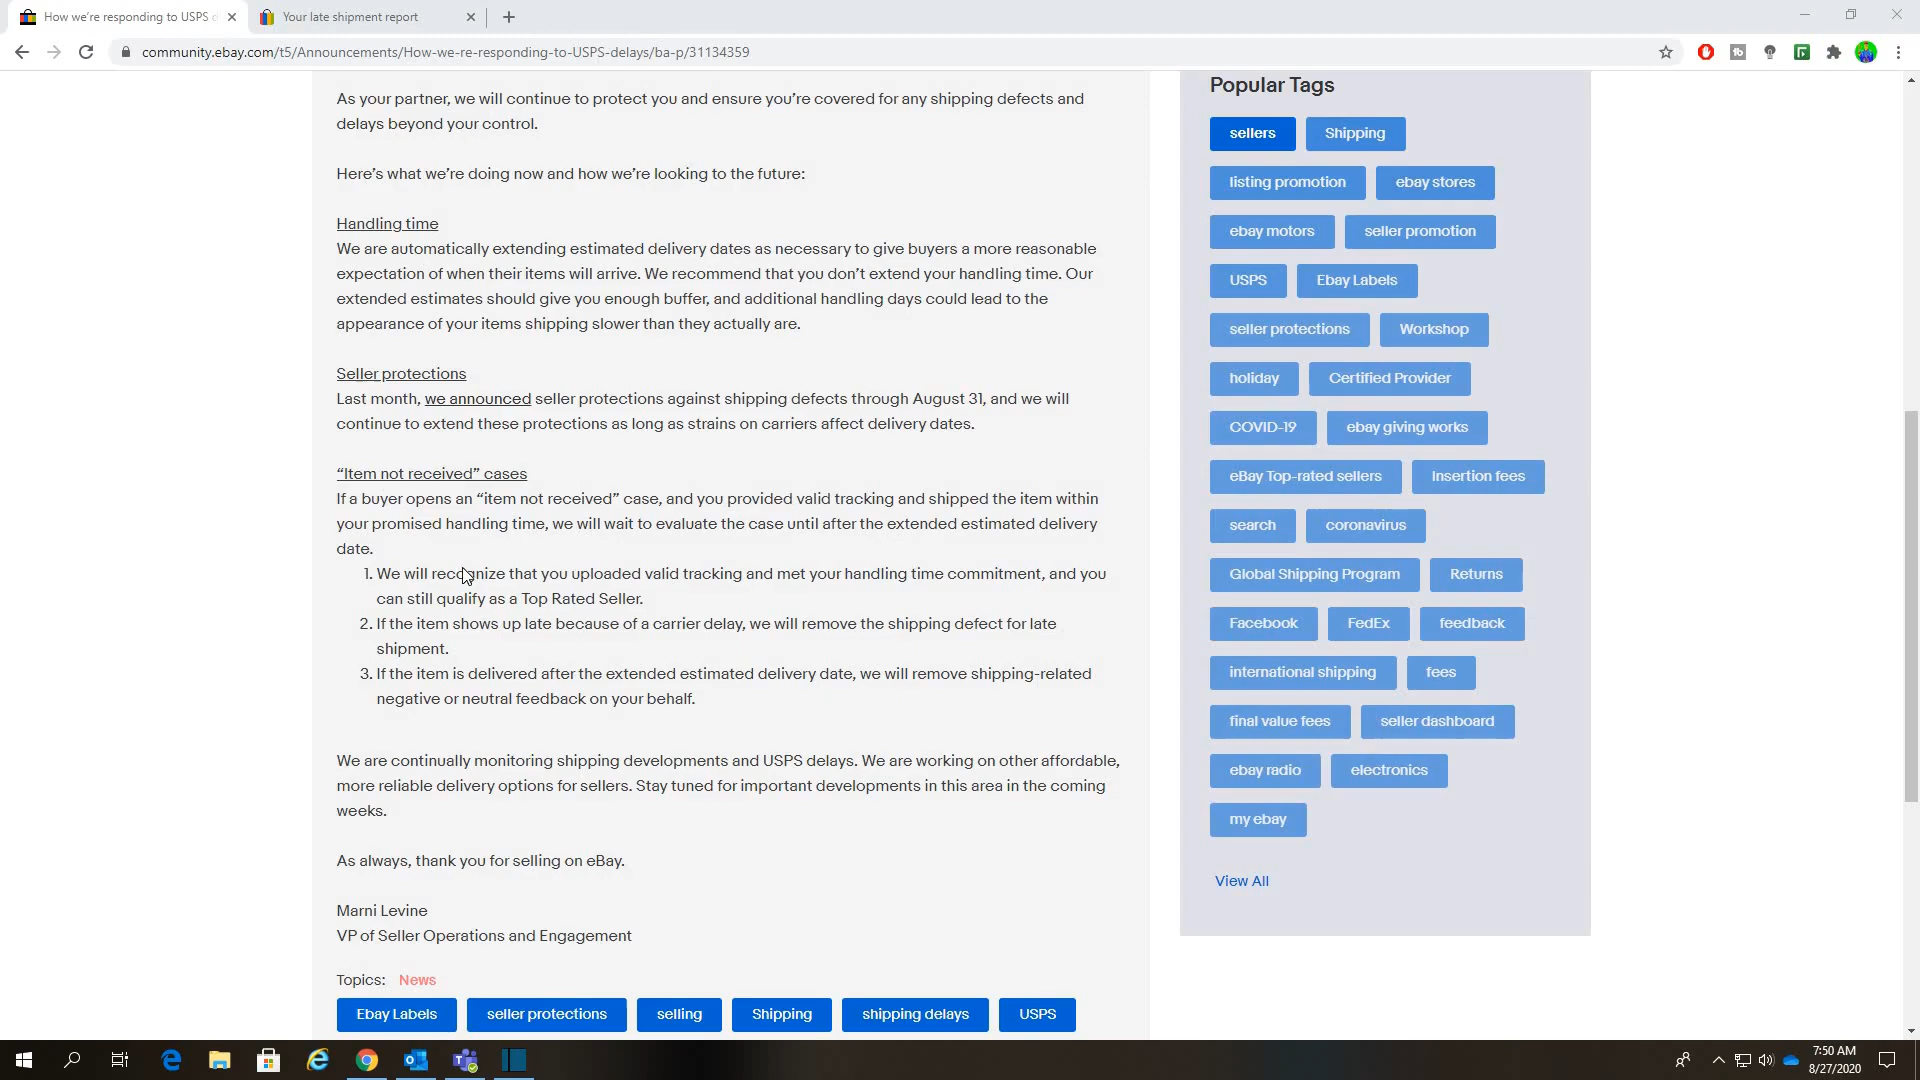 How we're responding to USPS d
Your late shipment report
community.ebay.com/t5/Announcements/How-we-re-responding-to-USPS-delays/ba-p/31134359
As your partner, we will continue to protect you and ensure you're covered for any shipping defects and
delays beyond your control.
Here's what we're doing now and how we're looking to the future:
Handling time
We are automatically extending estimated delivery dates as necessary to give buyers a more reasonable
expectation of when their items will arrive. We recommend that you don't extend your handling time. Our
extended estimates should give you enough buffer, and additional handling days could lead to the
appearance of your items shipping slower than they actually are.
Seller protections
Last month, we announced seller protections against shipping defects through August 31, and we will
continue to extend these protections as long as strains on carriers affect delivery dates.
"Item not received" cases
If a buyer opens an "item not received" case, and you provided valid tracking and shipped the item within
your promised handling time, we will wait to evaluate the case until after the extended estimated delivery
date.
1. We will recognize that you uploaded valid tracking and met your handling time commitment, and you
can still qualify as a Top Rated Seller.
2. If the item shows up late because of a carrier delay, we will remove the shipping defect for late
shipment.
3. If the item is delivered after the extended estimated delivery date, we will remove shipping-related
negative or neutral feedback on your behalf.
We are continually monitoring shipping developments and USPS delays. We are working on other affordable,
more reliable delivery options for sellers. Stay tuned for important developments in this area in the coming
weeks.
As always, thank you for selling on eBay.
Marni Levine
VP of Seller Operations and Engagement
Topics: News
Ebay Labels seller protections selling Shipping shipping delays USPS
Popular Tags
sellers Shipping
listing promotion ebay stores
ebay motors seller promotion
USPS Ebay Labels
seller protections Workshop
holiday Certified Provider
COVID-19 ebay giving works
eBay Top-rated sellers Insertion fees
search coronavirus
Global Shipping Program Returns
Facebook FedEx feedback
international shipping fees
final value fees seller dashboard
ebay radio electronics
my ebay
View All
7:50 AM
8/27/2020